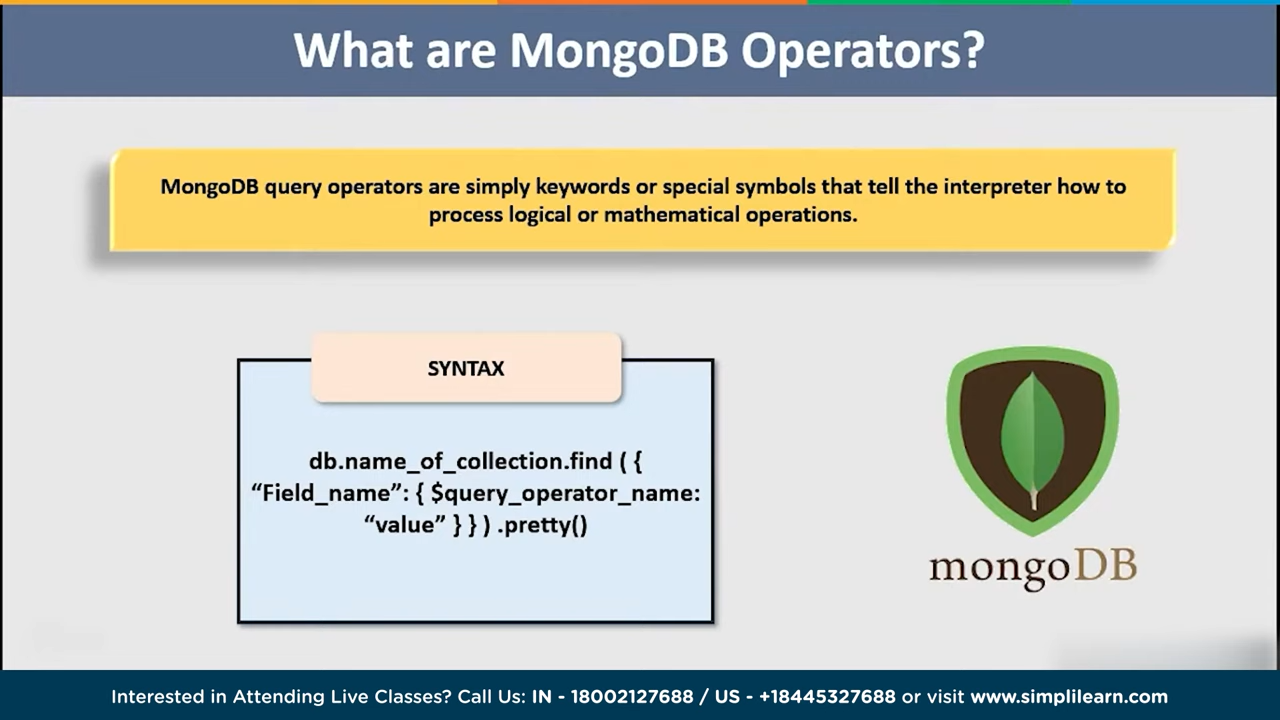 What are MongoDB Operators?
MongoDB query operators are simply keywords or special symbols that tell the interpreter how to
process logical or mathematical operations.
SYNTAX
db.name_of_collection.find ( {
“Field_name”: { $query_operator_name:
“value” } } ) .pretty()
mongoDB
Interested in Attending Live Classes? Call Us: IN - 18002127688 / US - +18445327688 or visit www.simplilearn.com